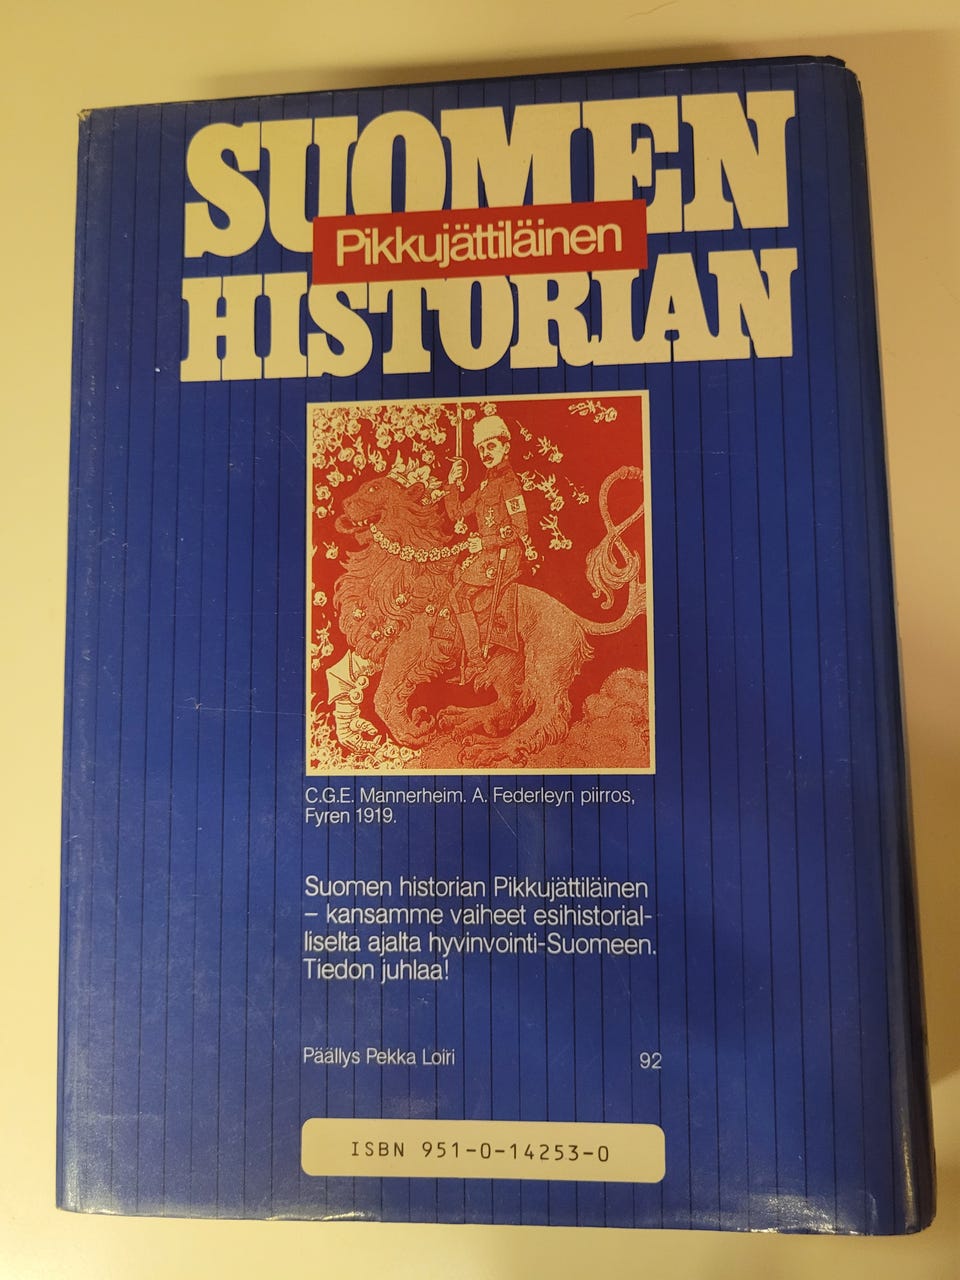 SUOMEN
Pikkujättiläinen
HISTORIAN
C.G.E. Mannerheim. A. Federleyn piirros,
Fyren 1919.
Suomen historian Pikkujättiläinen
– kansamme vaiheet esihistorial-
liselta ajalta hyvinvointi-Suomeen.
Tiedon juhlaa!
Päällys Pekka Loiri 92
ISBN 951-0-14253-0